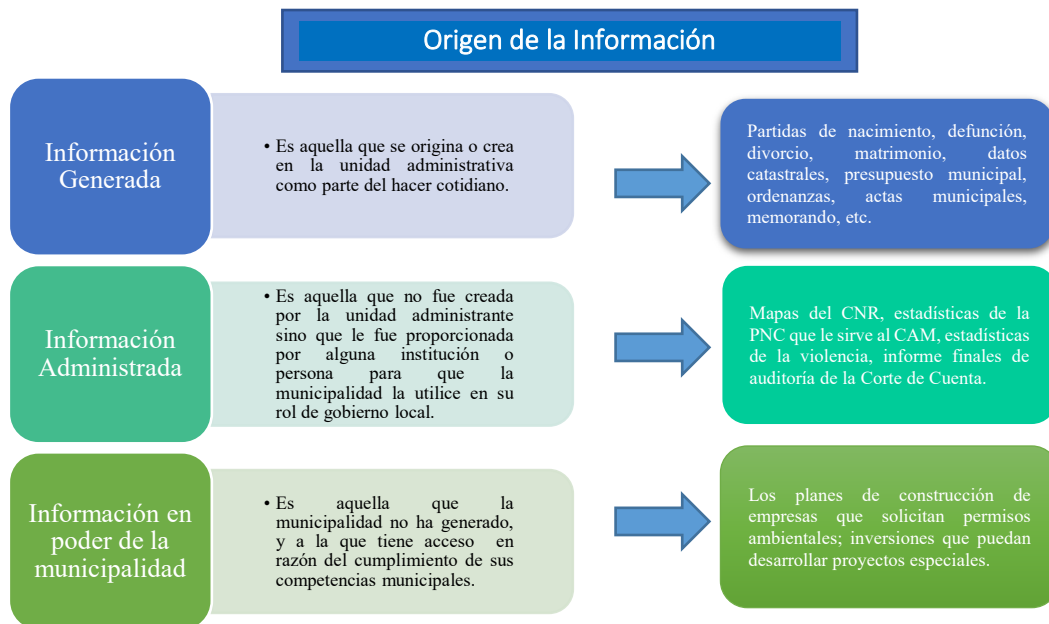 Origen de la Información
Información
Generada
• Es aquella que se origina o crea
en la unidad administrativa
como parte del hacer cotidiano.
Partidas de nacimiento, defunción,
divorcio, matrimonio, datos
catastrales, presupuesto municipal,
ordenanzas, actas municipales,
memorando, etc.
Información
Administrada
• Es aquella que no fue creada
por la unidad administrante
sino que le fue proporcionada
por alguna institución o
persona para que la
municipalidad la utilice en su
rol de gobierno local.
Mapas del CNR, estadísticas de la
PNC que le sirve al CAM, estadísticas
de la violencia, informe finales de
auditoría de la Corte de Cuenta.
Información en
poder de la
municipalidad
• Es aquella que la
municipalidad no ha generado,
y a la que tiene acceso en
razón del cumplimiento de sus
competencias municipales.
Los planes de construcción de
empresas que solicitan permisos
ambientales; inversiones que puedan
desarrollar proyectos especiales.